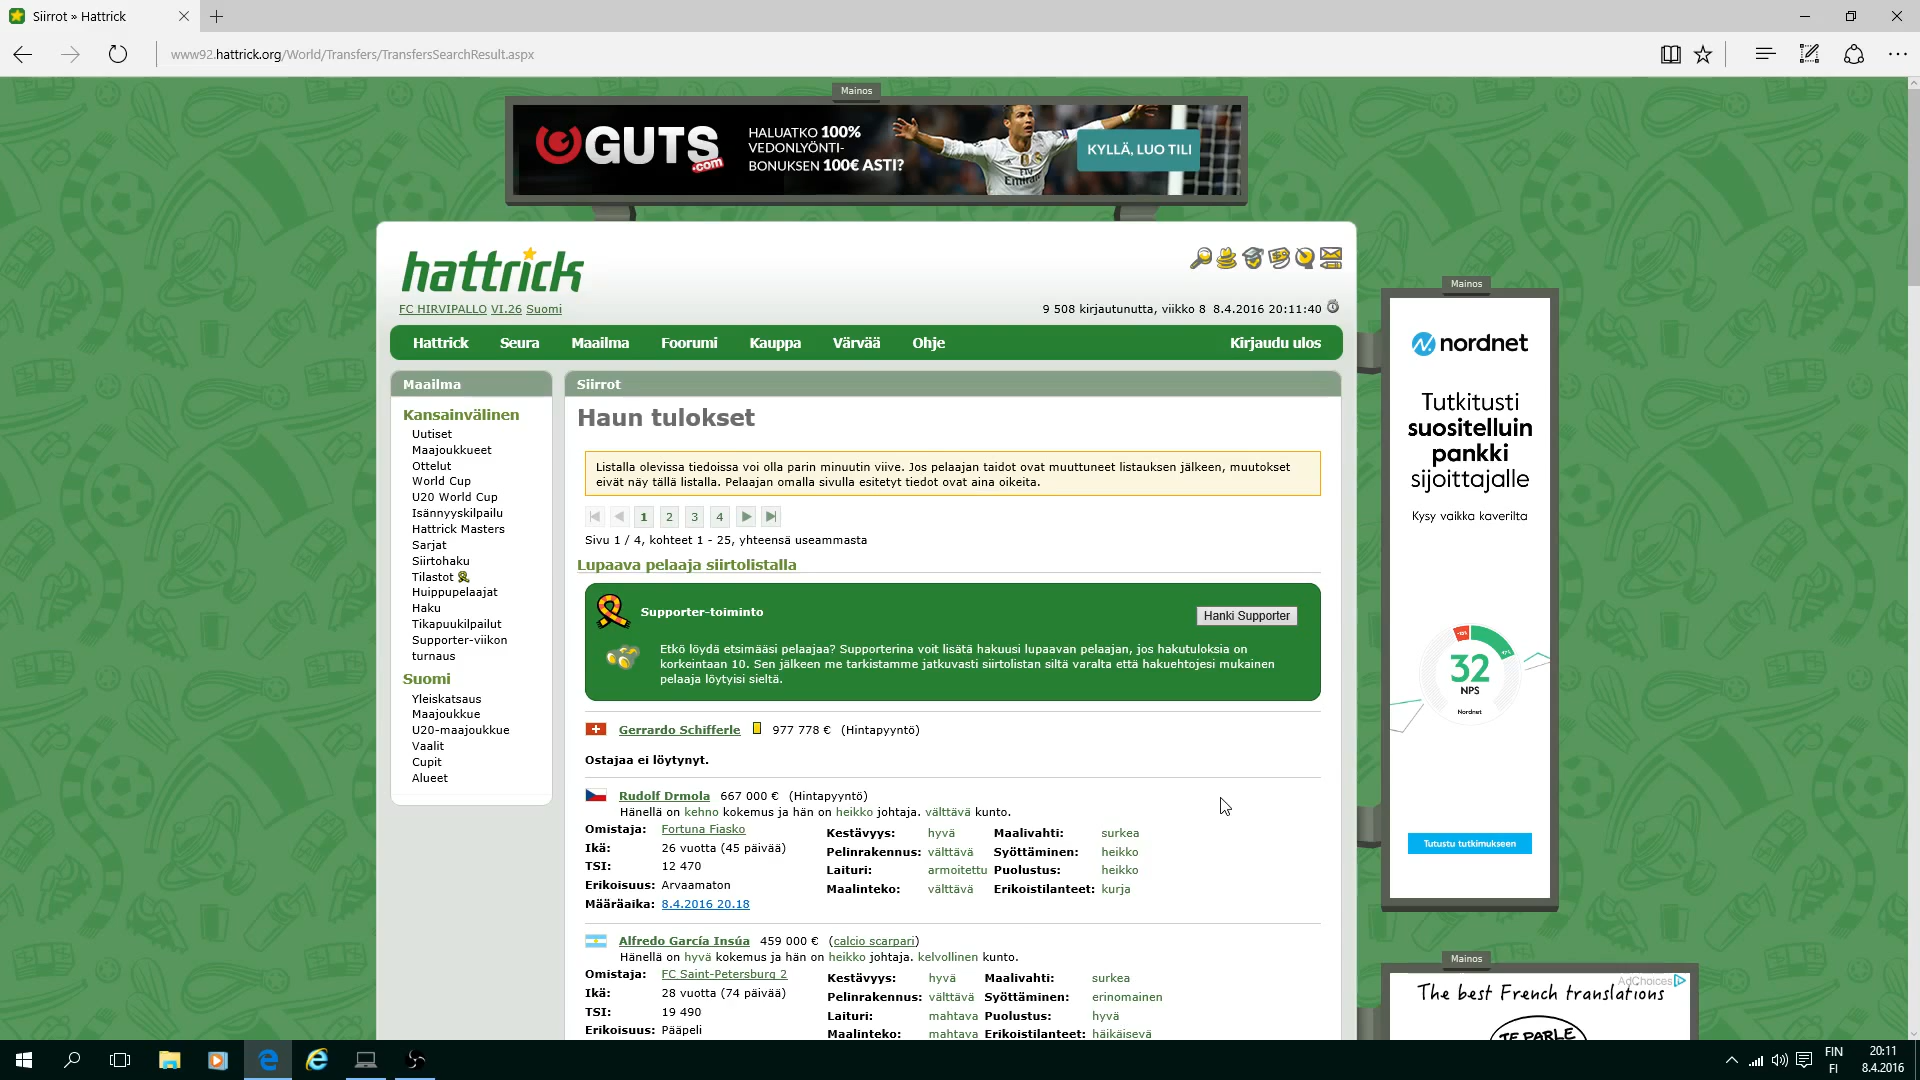 Siirrot » Hattrick
www92.hattrick.org/World/Transfers/TransfersSearchResult.aspx
Mainos
GUTS.com
HALUATKO 100%
VEDONLYÖNTI-
BONUKSEN 100€ ASTI?
Fly
Emirates
KYLLÄ, LUO TILI
hattrick
FC HIRVIPALLO VI.26 Suomi
9 508 kirjautunutta, viikko 8 8.4.2016 20:11:40
Hattrick Seura Maailma Foorumi Kauppa Värvää Ohje Kirjaudu ulos
Maailma
Kansainvälinen
Uutiset
Maajoukkueet
Ottelut
World Cup
U20 World Cup
Isännyyskilpailu
Hattrick Masters
Sarjat
Siirtohaku
Tilastot
Huippupelaajat
Haku
Tikapuukilpailut
Supporter-viikon
turnaus
Suomi
Yleiskatsaus
Maajoukkue
U20-maajoukkue
Vaalit
Cupit
Alueet
Siirrot
Haun tulokset
Listalla olevissa tiedoissa voi olla parin minuutin viive. Jos pelaajan taidot ovat muuttuneet listauksen jälkeen, muutokset
eivät näy tällä listalla. Pelaajan omalla sivulla esitetyt tiedot ovat aina oikeita.
1 2 3 4
Sivu 1 / 4, kohteet 1 - 25, yhteensä useammasta
Lupaava pelaaja siirtolistalla
Supporter-toiminto
Hanki Supporter
Etkö löydä etsimääsi pelaajaa? Supporterina voit lisätä hakuusi lupaavan pelaajan, jos hakutuloksia on
korkeintaan 10. Sen jälkeen me tarkistamme jatkuvasti siirtolistan siltä varalta että hakuehtojesi mukainen
pelaaja löytyisi sieltä.
Gerrardo Schifferle 977 778 € (Hintapyyntö)
Ostajaa ei löytynyt.
Rudolf Drmola 667 000 € (Hintapyyntö)
Hänellä on kehno kokemus ja hän on heikko johtaja. välttävä kunto.
Omistaja: Fortuna Fiasko Kestävyys: hyvä Maalivahti: surkea
Ikä: 26 vuotta (45 päivää) Pelinrakennus: välttävä Syöttäminen: heikko
TSI: 12 470 Laituri: armoitettu Puolustus: heikko
Erikoisuus: Arvaamaton Maalinteko: välttävä Erikoistilanteet: kurja
Määräaika: 8.4.2016 20.18
Alfredo García Insúa 459 000 € (calcio scarpari)
Hänellä on hyvä kokemus ja hän on heikko johtaja. kelvollinen kunto.
Omistaja: FC Saint-Petersburg 2 Kestävyys: hyvä Maalivahti: surkea
Ikä: 28 vuotta (74 päivää) Pelinrakennus: välttävä Syöttäminen: erinomainen
TSI: 19 490 Laituri: mahtava Puolustus: hyvä
Erikoisuus: Pääpeli Maalinteko: mahtava Erikoistilanteet: häikäisevä
Mainos
nordnet
Tutkitusti
suositelluin
pankki
sijoittajalle
Kysy vaikka kaverilta
32
NPS
Nordnet
Tutustu tutkimukseen
Mainos
AdChoices
The best French translations
TE PARLE
FIN
FI
20:11
8.4.2016